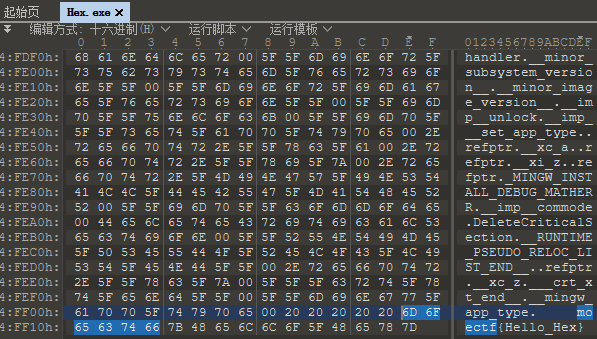 起始页 Hex.exe ×
编辑方式: 十六进制(H) 运行脚本 运行模板
0 1 2 3 4 5 6 7 8 9 A B C D E F 0123456789ABCDEF
4:FDF0h: 68 61 6E 64 6C 65 72 00 5F 5F 6D 69 6E 6F 72 5F handler.__minor_
4:FE00h: 73 75 62 73 79 73 74 65 6D 5F 76 65 72 73 69 6F subsystem_versio
4:FE10h: 6E 5F 5F 00 5F 5F 6D 69 6E 6F 72 5F 69 6D 61 67 n__.__minor_imag
4:FE20h: 65 5F 76 65 72 73 69 6F 6E 5F 5F 00 5F 5F 69 6D e_version__.__im
4:FE30h: 70 5F 5F 75 6E 6C 6F 63 6B 00 5F 5F 69 6D 70 5F p__unlock.__imp_
4:FE40h: 5F 5F 73 65 74 5F 61 70 70 5F 74 79 70 65 00 2E __set_app_type..
4:FE50h: 72 65 66 70 74 72 2E 5F 5F 78 63 5F 61 00 2E 72 refptr.__xc_a..r
4:FE60h: 65 66 70 74 72 2E 5F 5F 78 69 5F 7A 00 2E 72 65 efptr.__xi_z..re
4:FE70h: 66 70 74 72 2E 5F 4D 49 4E 47 57 5F 49 4E 53 54 fptr._MINGW_INST
4:FE80h: 41 4C 4C 5F 44 45 42 55 47 5F 4D 41 54 48 45 52 ALL_DEBUG_MATHER
4:FE90h: 52 00 5F 5F 69 6D 70 5F 5F 63 6F 6D 6D 6F 64 65 R.__imp__commode
4:FEA0h: 00 44 65 6C 65 74 65 43 72 69 74 69 63 61 6C 53 .DeleteCriticalS
4:FEB0h: 65 63 74 69 6F 6E 00 5F 5F 52 55 4E 54 49 4D 45 ection.__RUNTIME
4:FEC0h: 5F 50 53 45 55 44 4F 5F 52 45 4C 4F 43 5F 4C 49 _PSEUDO_RELOC_LI
4:FED0h: 53 54 5F 45 4E 44 5F 5F 00 2E 72 65 66 70 74 72 ST_END__..refptr
4:FEE0h: 2E 5F 5F 78 63 5F 7A 00 5F 5F 5F 63 72 74 5F 78 .__xc_z.___crt_x
4:FEF0h: 74 5F 65 6E 64 5F 5F 00 5F 5F 6D 69 6E 67 77 5F t_end__.__mingw_
4:FF00h: 61 70 70 5F 74 79 70 65 00 20 20 20 20 20 6D 6F app_type. mo
4:FF10h: 65 63 74 66 7B 48 65 6C 6C 6F 5F 48 65 78 7D ectf{Hello_Hex}